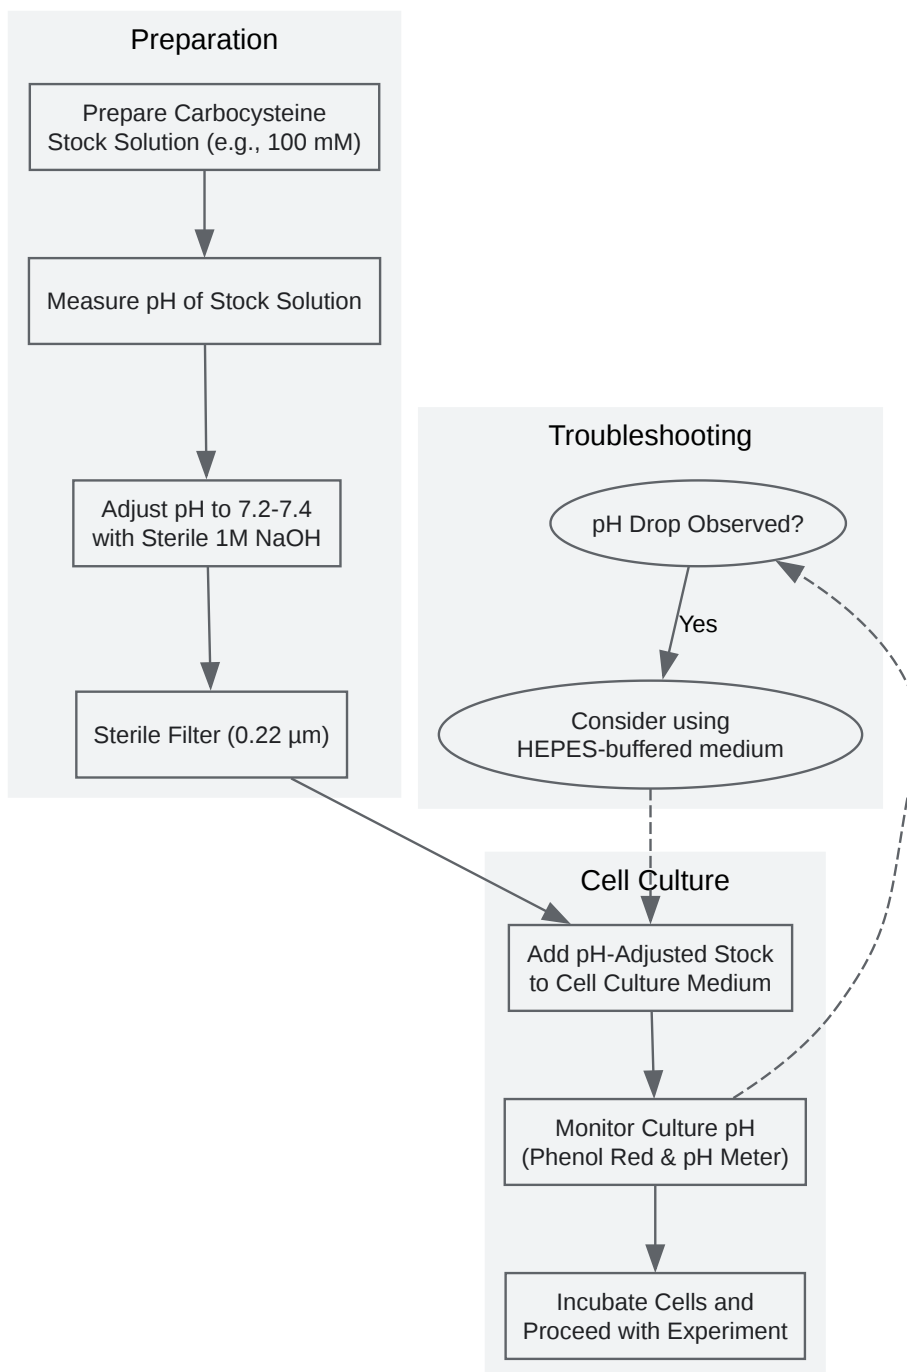 Preparation
Prepare Carbocysteine
Stock Solution (e.g., 100 mM)
Measure pH of Stock Solution
Adjust pH to 7.2-7.4
with Sterile 1M NaOH
Sterile Filter (0.22 µm)
Troubleshooting
pH Drop Observed?
Yes
Consider using
HEPES-buffered medium
Cell Culture
Add pH-Adjusted Stock
to Cell Culture Medium
Monitor Culture pH
(Phenol Red & pH Meter)
Incubate Cells and
Proceed with Experiment